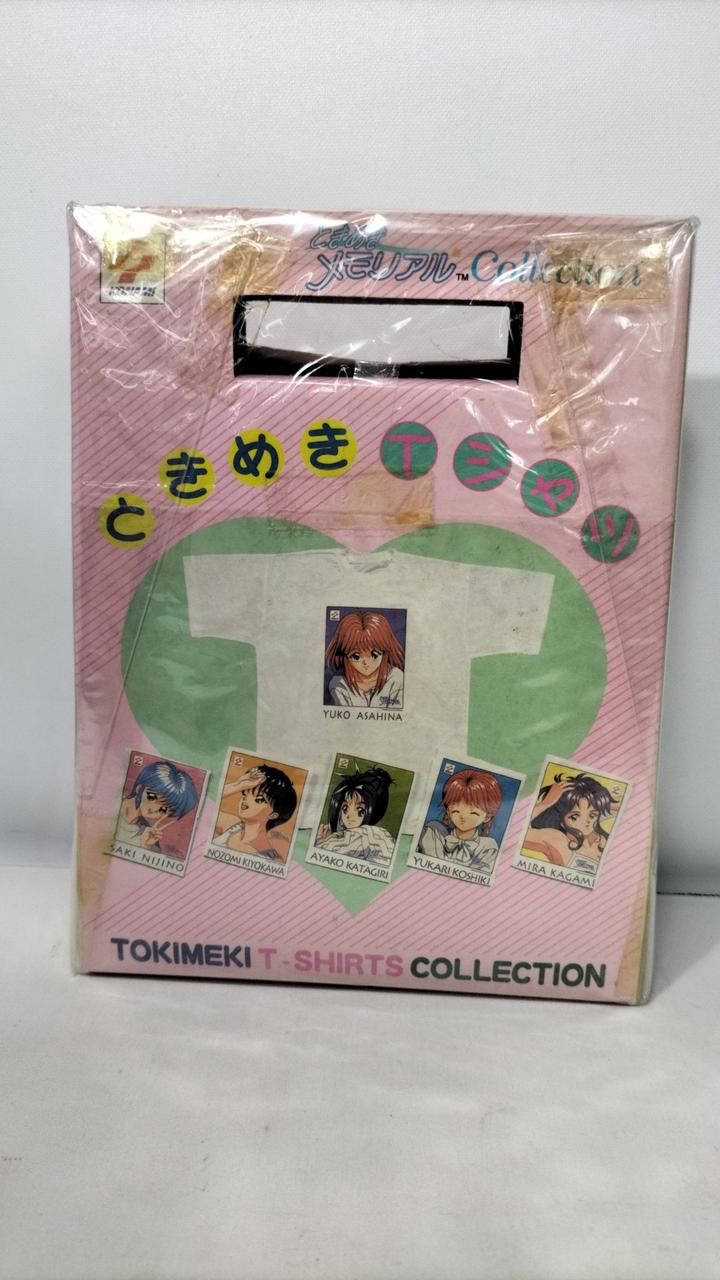 KONAMI
ときめき
メモリアル™ Collection
ときめきTシャツ
YUKO ASAHINA
SAKI NIJINO
NOZOMI KIYOKAWA
AYAKO KATAGIRI
YUKARI KOSHIKI
MIRA KAGAMI
TOKIMEKI T-SHIRTS COLLECTION